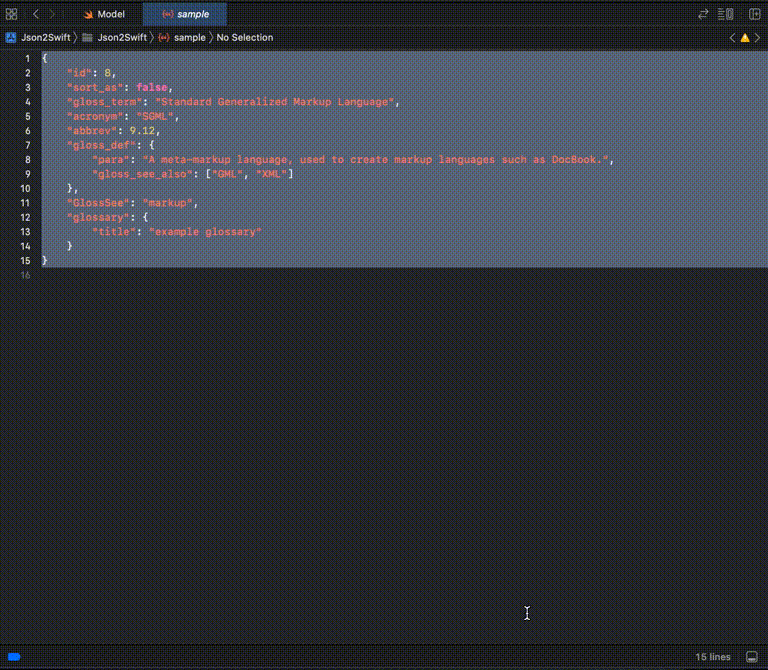 Model
sample
Json2Swift 〉 Json2Swift 〉 sample 〉 No Selection
1 {
2 "id": 8,
3 "sort_as": false,
4 "gloss_term": "Standard Generalized Markup Language",
5 "acronym": "SGML",
6 "abbrev": 9.12,
7 "gloss_def": {
8 "para": "A meta-markup language, used to create markup languages such as DocBook.",
9 "gloss_see_also": ["GML", "XML"]
10 },
11 "GlossSee": "markup",
12 "glossary": {
13 "title": "example glossary"
14 }
15 }
16
15 lines